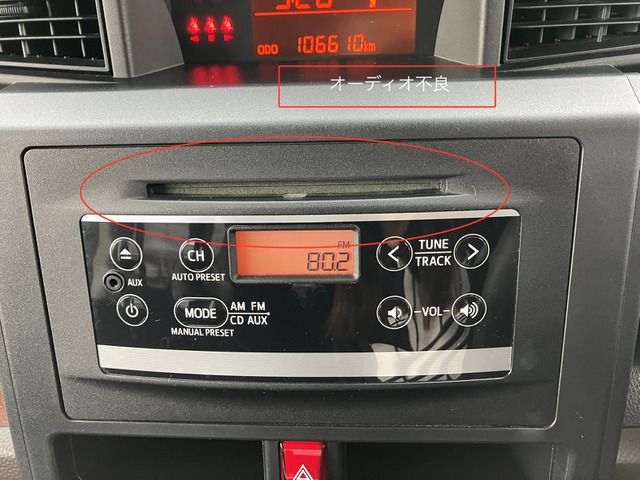 ODO 106610km
オーディオ不良
FM
80.2
CH
AUTO PRESET
TUNE
TRACK
AUX
MODE
AM FM
CD AUX
MANUAL PRESET
-VOL-